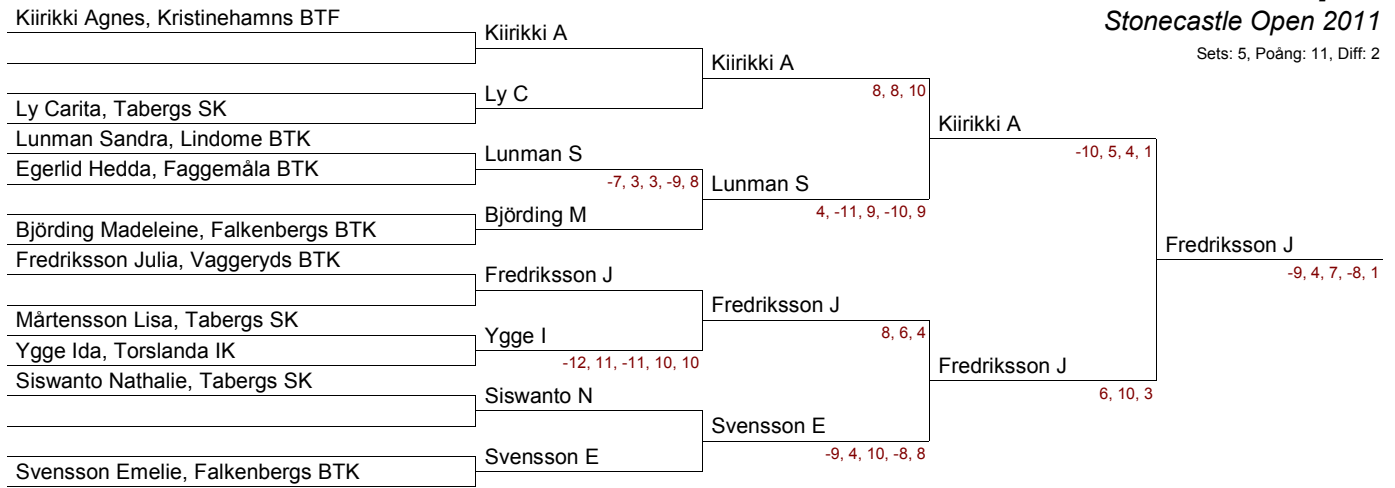 Stonecastle Open 2011
Sets: 5, Poäng: 11, Diff: 2
Kiirikki Agnes, Kristinehamns BTF
Ly Carita, Tabergs SK
Lunman Sandra, Lindome BTK
Egerlid Hedda, Faggemåla BTK
Björding Madeleine, Falkenbergs BTK
Fredriksson Julia, Vaggeryds BTK
Mårtensson Lisa, Tabergs SK
Ygge Ida, Torslanda IK
Siswanto Nathalie, Tabergs SK
Svensson Emelie, Falkenbergs BTK
Kiirikki A
Ly C
Lunman S
-7, 3, 3, -9, 8
Björding M
Fredriksson J
Ygge I
-12, 11, -11, 10, 10
Siswanto N
Svensson E
Kiirikki A
8, 8, 10
Lunman S
4, -11, 9, -10, 9
Fredriksson J
8, 6, 4
Svensson E
-9, 4, 10, -8, 8
Kiirikki A
-10, 5, 4, 1
Fredriksson J
6, 10, 3
Fredriksson J
-9, 4, 7, -8, 1